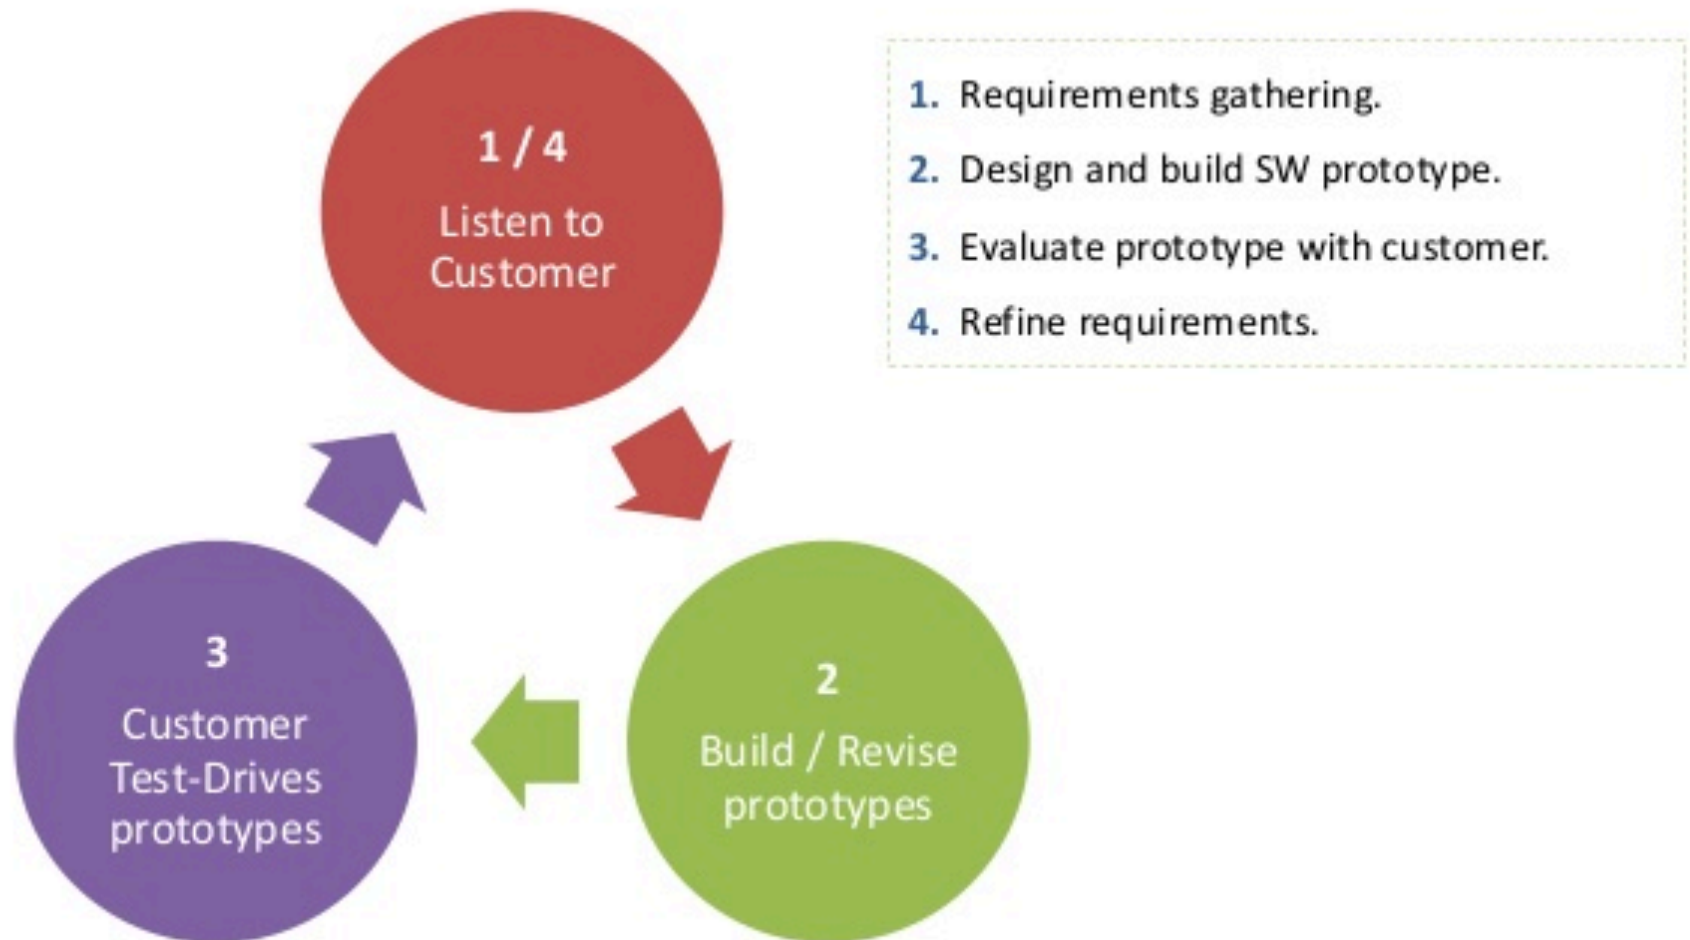 1 / 4
Listen to
Customer
1. Requirements gathering.
2. Design and build SW prototype.
3. Evaluate prototype with customer.
4. Refine requirements.
3
Customer
Test-Drives
prototypes
2
Build / Revise
prototypes